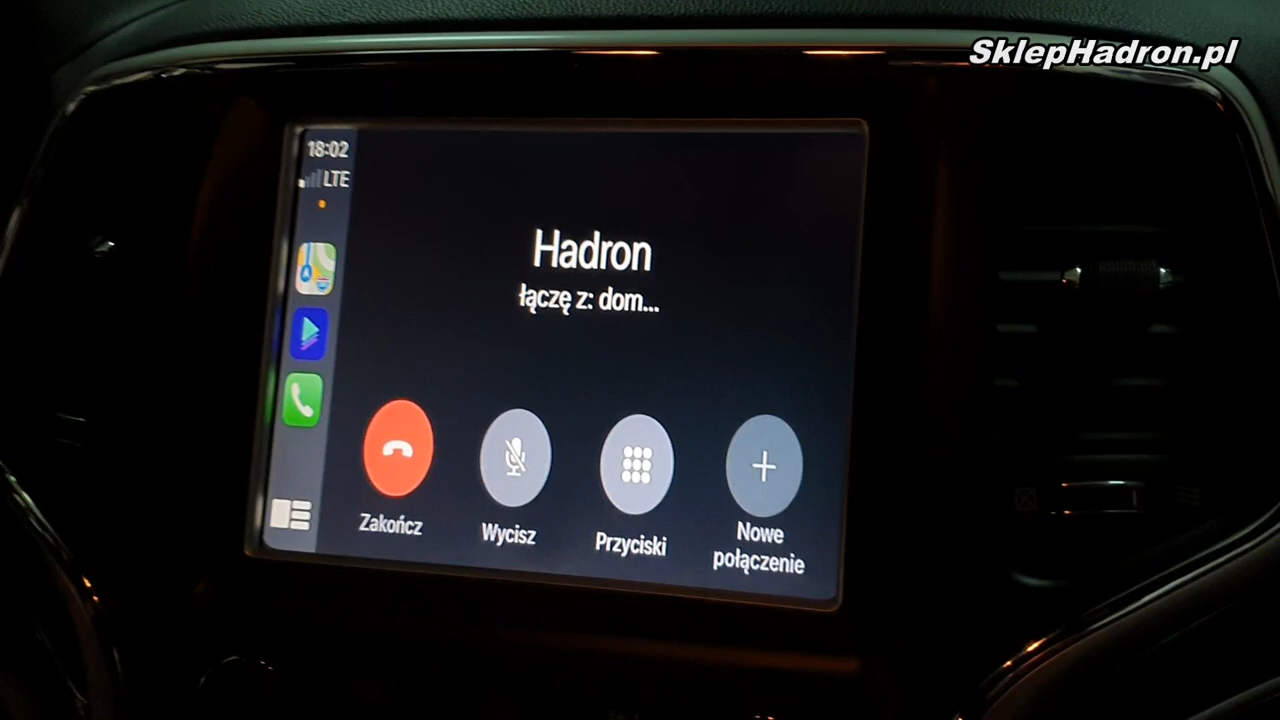 SklepHadron.pl
18:02
LTE
Hadron
łączę z: dom...
Zakończ
Wycisz
Przyciski
Nowe
połączenie